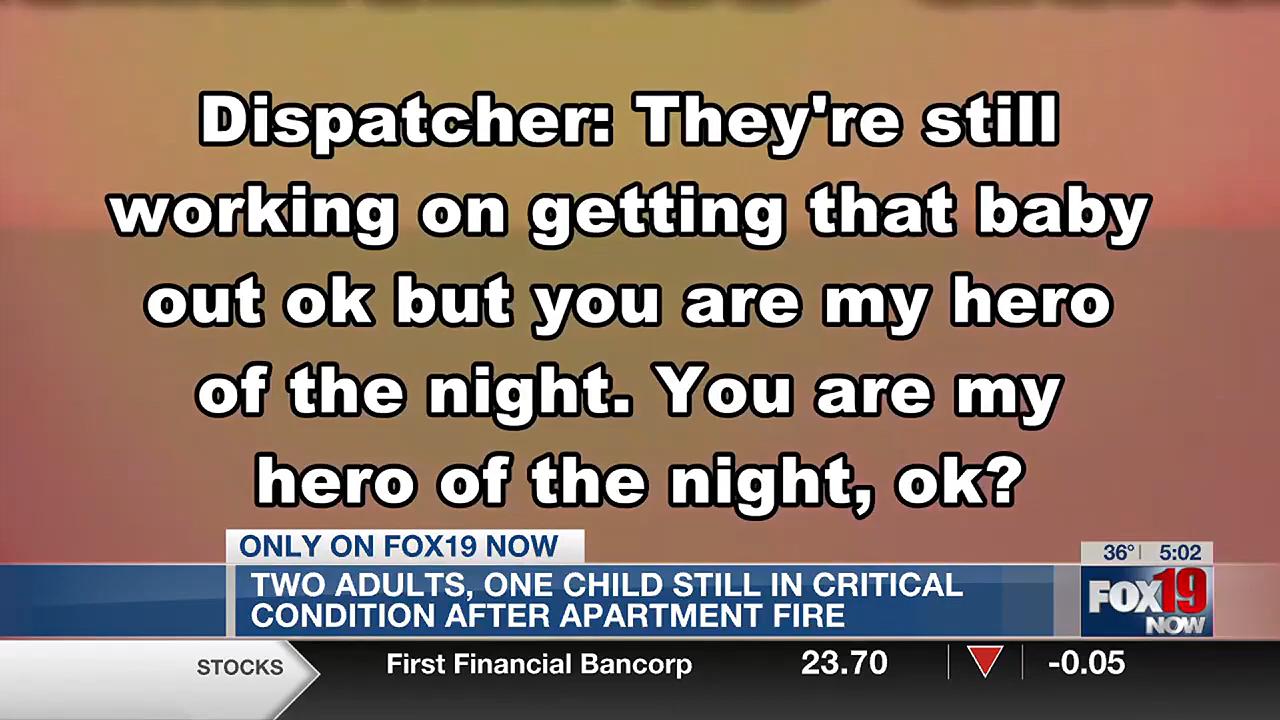 Dispatcher: They're still
working on getting that baby
out ok but you are my hero
of the night. You are my
hero of the night, ok?
ONLY ON FOX19 NOW
TWO ADULTS, ONE CHILD STILL IN CRITICAL
CONDITION AFTER APARTMENT FIRE
36° 5:02
FOX19
NOW
STOCKS First Financial Bancorp 23.70 -0.05